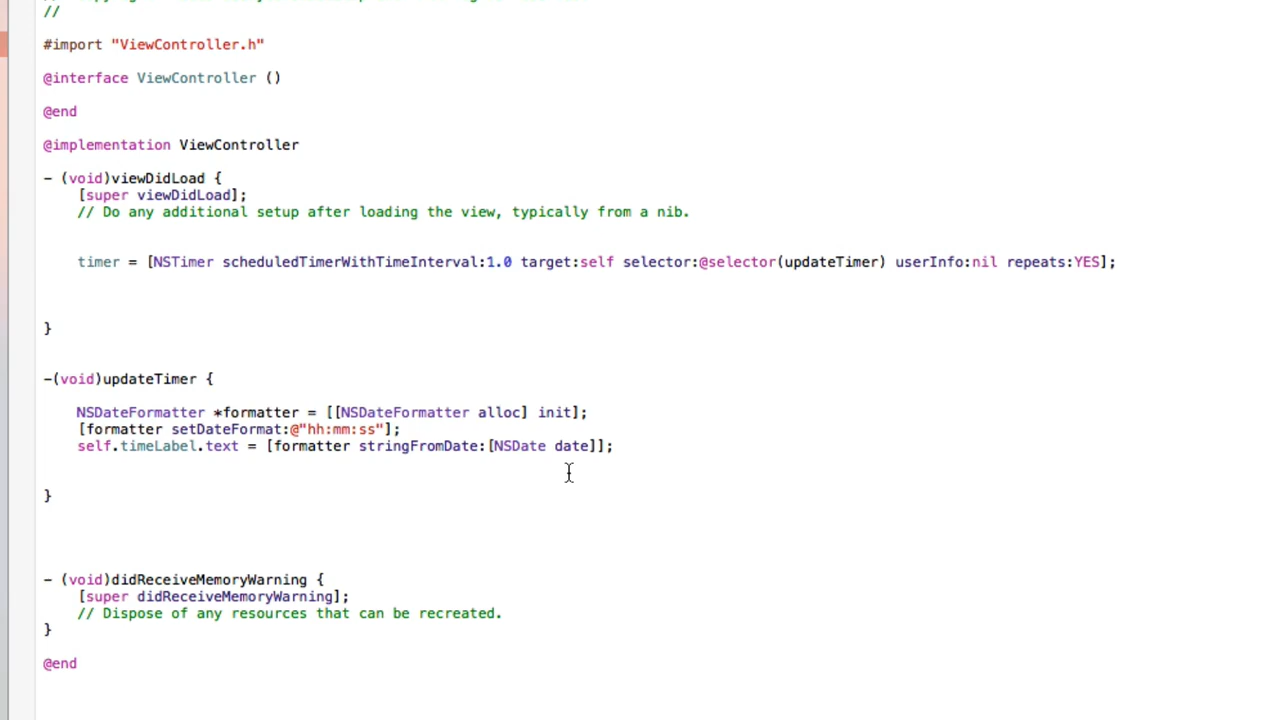 //
#import "ViewController.h"
@interface ViewController ()
@end
@implementation ViewController
- (void)viewDidLoad {
[super viewDidLoad];
// Do any additional setup after loading the view, typically from a nib.
timer = [NSTimer scheduledTimerWithTimeInterval:1.0 target:self selector:@selector(updateTimer) userInfo:nil repeats:YES];
}
-(void)updateTimer {
NSDateFormatter *formatter = [[NSDateFormatter alloc] init];
[formatter setDateFormat:@"hh:mm:ss"];
self.timeLabel.text = [formatter stringFromDate:[NSDate date]];
}
- (void)didReceiveMemoryWarning {
[super didReceiveMemoryWarning];
// Dispose of any resources that can be recreated.
}
@end